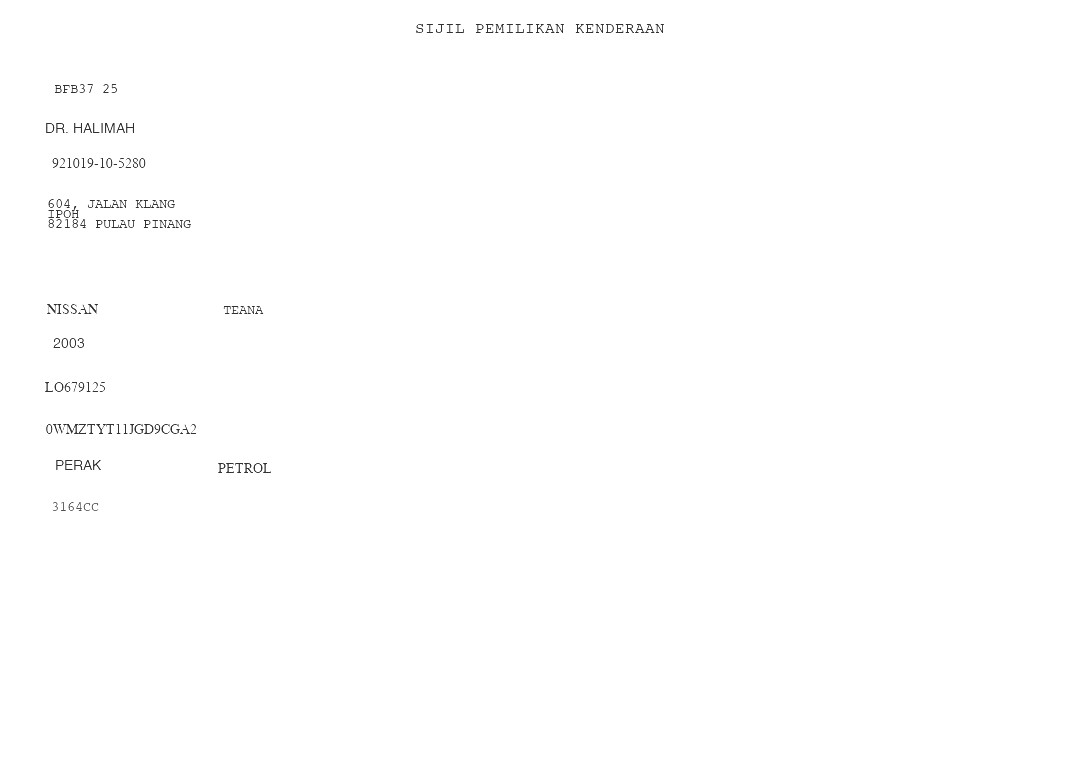 SIJIL PEMILIKAN KENDERAAN
BFB37 25
DR. HALIMAH
921019-10-5280
604, JALAN KLANG
IPOH
82184 PULAU PINANG
NISSAN TEANA
2003
LO679125
0WMZTYT11JGD9CGA2
PERAK PETROL
3164CC